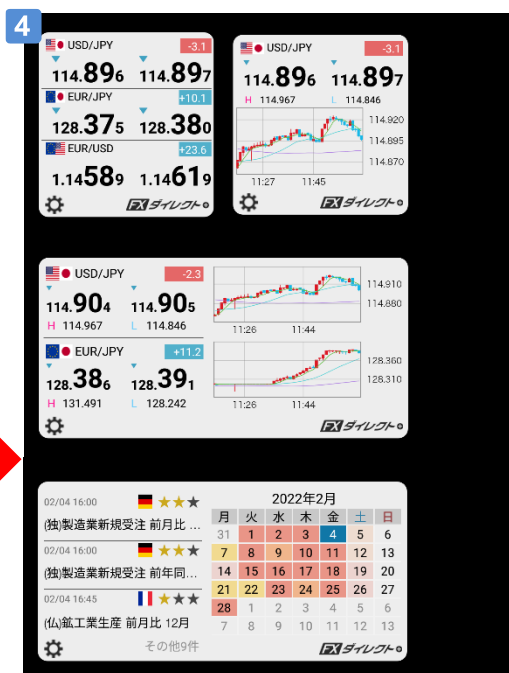 4
USD/JPY -3.1
114.896 114.897
EUR/JPY +10.1
128.375 128.380
EUR/USD +23.6
1.14589 1.14619
FXダイレクト
USD/JPY -3.1
114.896 114.897
H 114.967 L 114.846
114.920
114.895
114.870
11:27 11:45
FXダイレクト
USD/JPY -2.3
114.904 114.905
H 114.967 L 114.846
114.910
114.880
11:26 11:44
EUR/JPY +11.2
128.386 128.391
H 131.491 L 128.242
128.360
128.310
11:26 11:44
FXダイレクト
02/04 16:00 ★★★
(独)製造業新規受注 前月比 ...
02/04 16:00 ★★★
(独)製造業新規受注 前年同...
02/04 16:45 ★★★
(仏)鉱工業生産 前月比 12月
その他9件
2022年2月
月 火 水 木 金 土 日
31 1 2 3 4 5 6
7 8 9 10 11 12 13
14 15 16 17 18 19 20
21 22 23 24 25 26 27
28 1 2 3 4 5 6
7 8 9 10 11 12 13
FXダイレクト